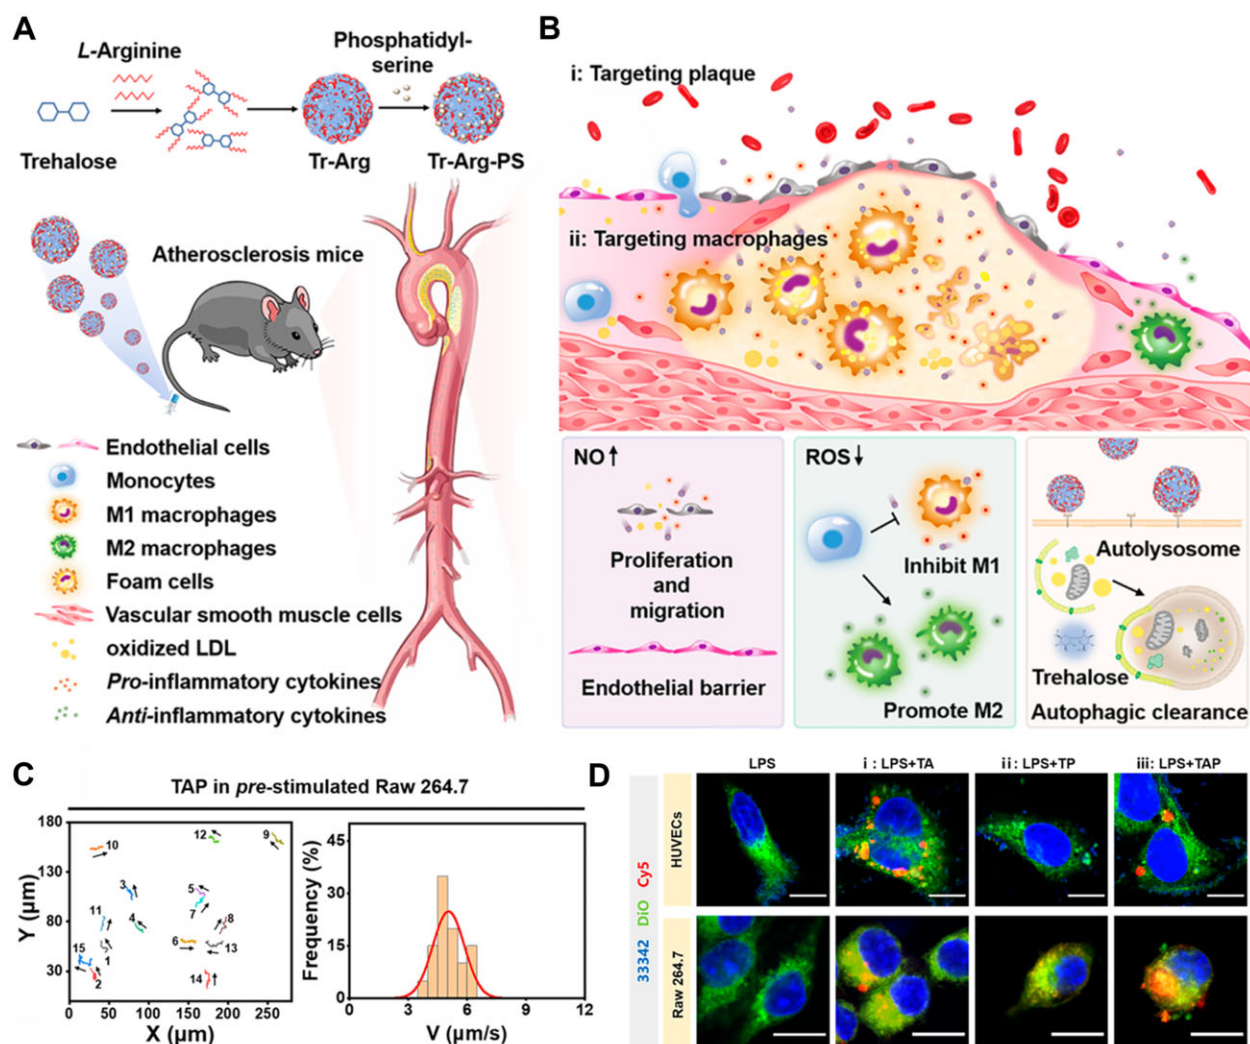 A
L-Arginine
Phosphatidyl-
serine
Trehalose
Tr-Arg
Tr-Arg-PS
Atherosclerosis mice
Endothelial cells
Monocytes
M1 macrophages
M2 macrophages
Foam cells
Vascular smooth muscle cells
oxidized LDL
Pro-inflammatory cytokines
Anti-inflammatory cytokines
B
i: Targeting plaque
ii: Targeting macrophages
NO↑
Proliferation
and
migration
Endothelial barrier
ROS↓
Inhibit M1
Promote M2
Autolysosome
Trehalose
Autophagic clearance
C
TAP in pre-stimulated Raw 264.7
180
130
80
30
Y (μm)
0 50 100 150 200 250
X (μm)
10
12
9
3
5
7
11
4
8
6
13
15
1
2
14
45
30
15
0
Frequency (%)
3 6 9 12
V (μm/s)
D
LPS
i : LPS+TA
ii: LPS+TP
iii: LPS+TAP
33342 DiO Cy5
HUVECs
Raw 264.7